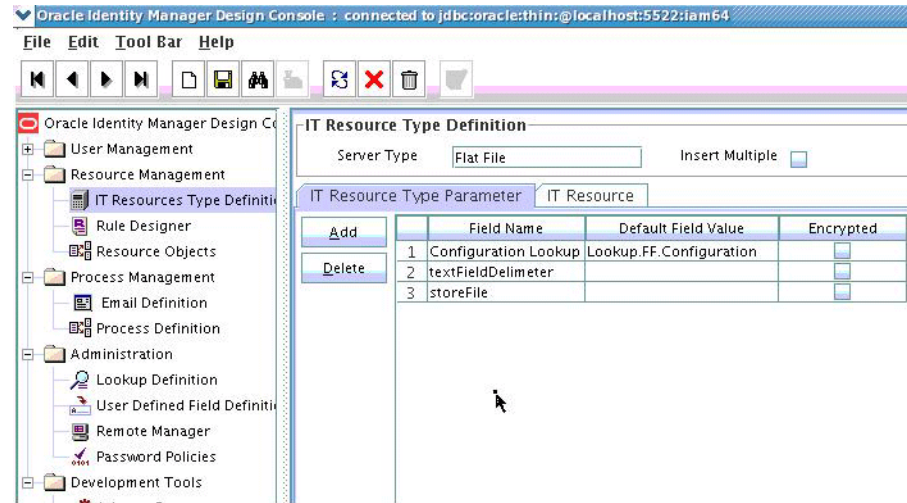 Oracle Identity Manager Design Console : connected to jdbc:oracle:thin:@localhost:5522:iam64
File Edit Tool Bar Help
Oracle Identity Manager Design Co
User Management
Resource Management
IT Resources Type Definiti
Rule Designer
Resource Objects
Process Management
Email Definition
Process Definition
Administration
Lookup Definition
User Defined Field Definiti
Remote Manager
Password Policies
Development Tools
IT Resource Type Definition
Server Type Flat File Insert Multiple
IT Resource Type Parameter IT Resource
Add
Delete
Field Name Default Field Value Encrypted
1 Configuration Lookup Lookup.FF.Configuration
2 textFieldDelimeter
3 storeFile